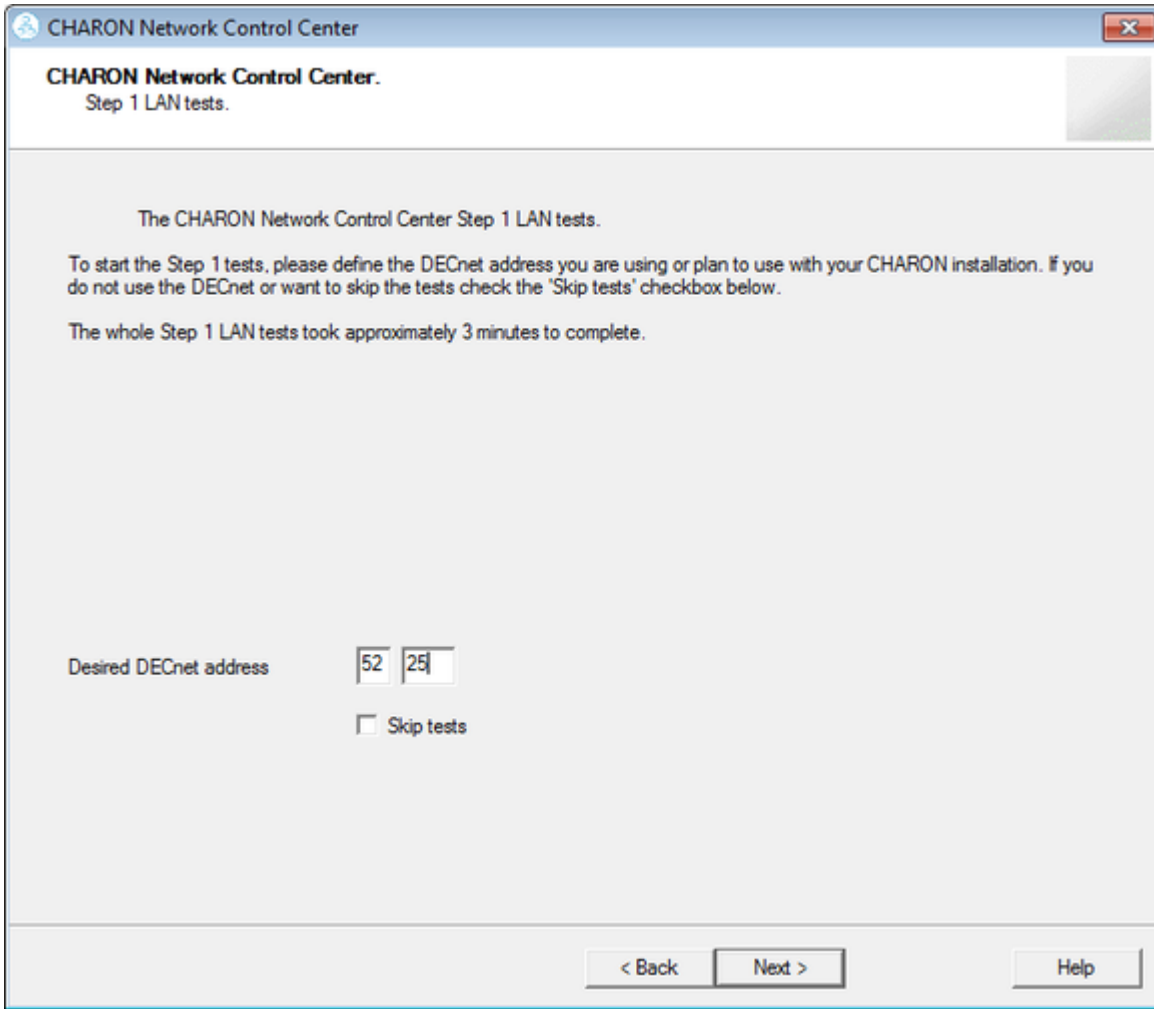 CHARON Network Control Center
CHARON Network Control Center.
Step 1 LAN tests.
The CHARON Network Control Center Step 1 LAN tests.
To start the Step 1 tests, please define the DECnet address you are using or plan to use with your CHARON installation. If you
do not use the DECnet or want to skip the tests check the 'Skip tests' checkbox below.
The whole Step 1 LAN tests took approximately 3 minutes to complete.
Desired DECnet address 52 25
Skip tests
< Back Next > Help